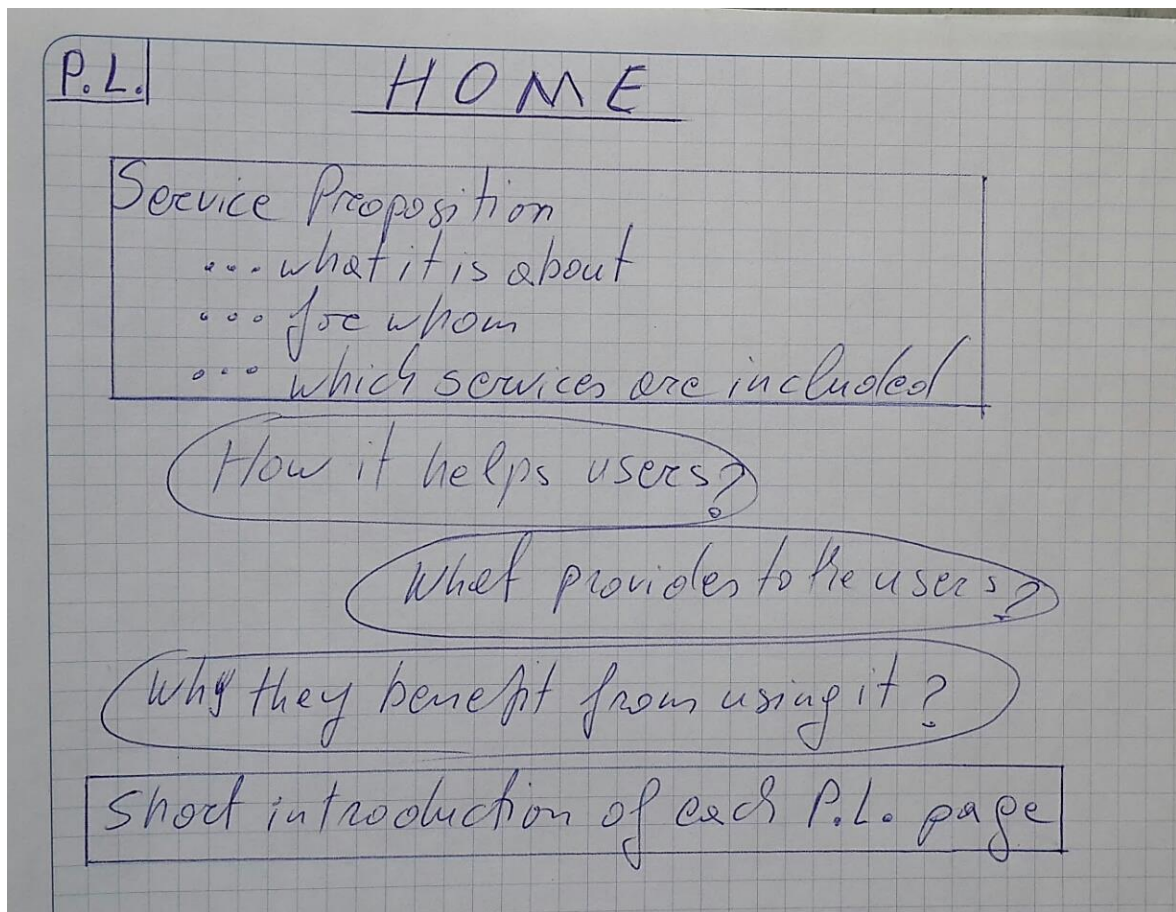 P.L.
HOME
Service Proposition
... what it is about
... for whom
... which services are included
How it helps users?
What provides to the users?
Why they benefit from using it?
Short introduction of each P.L. page